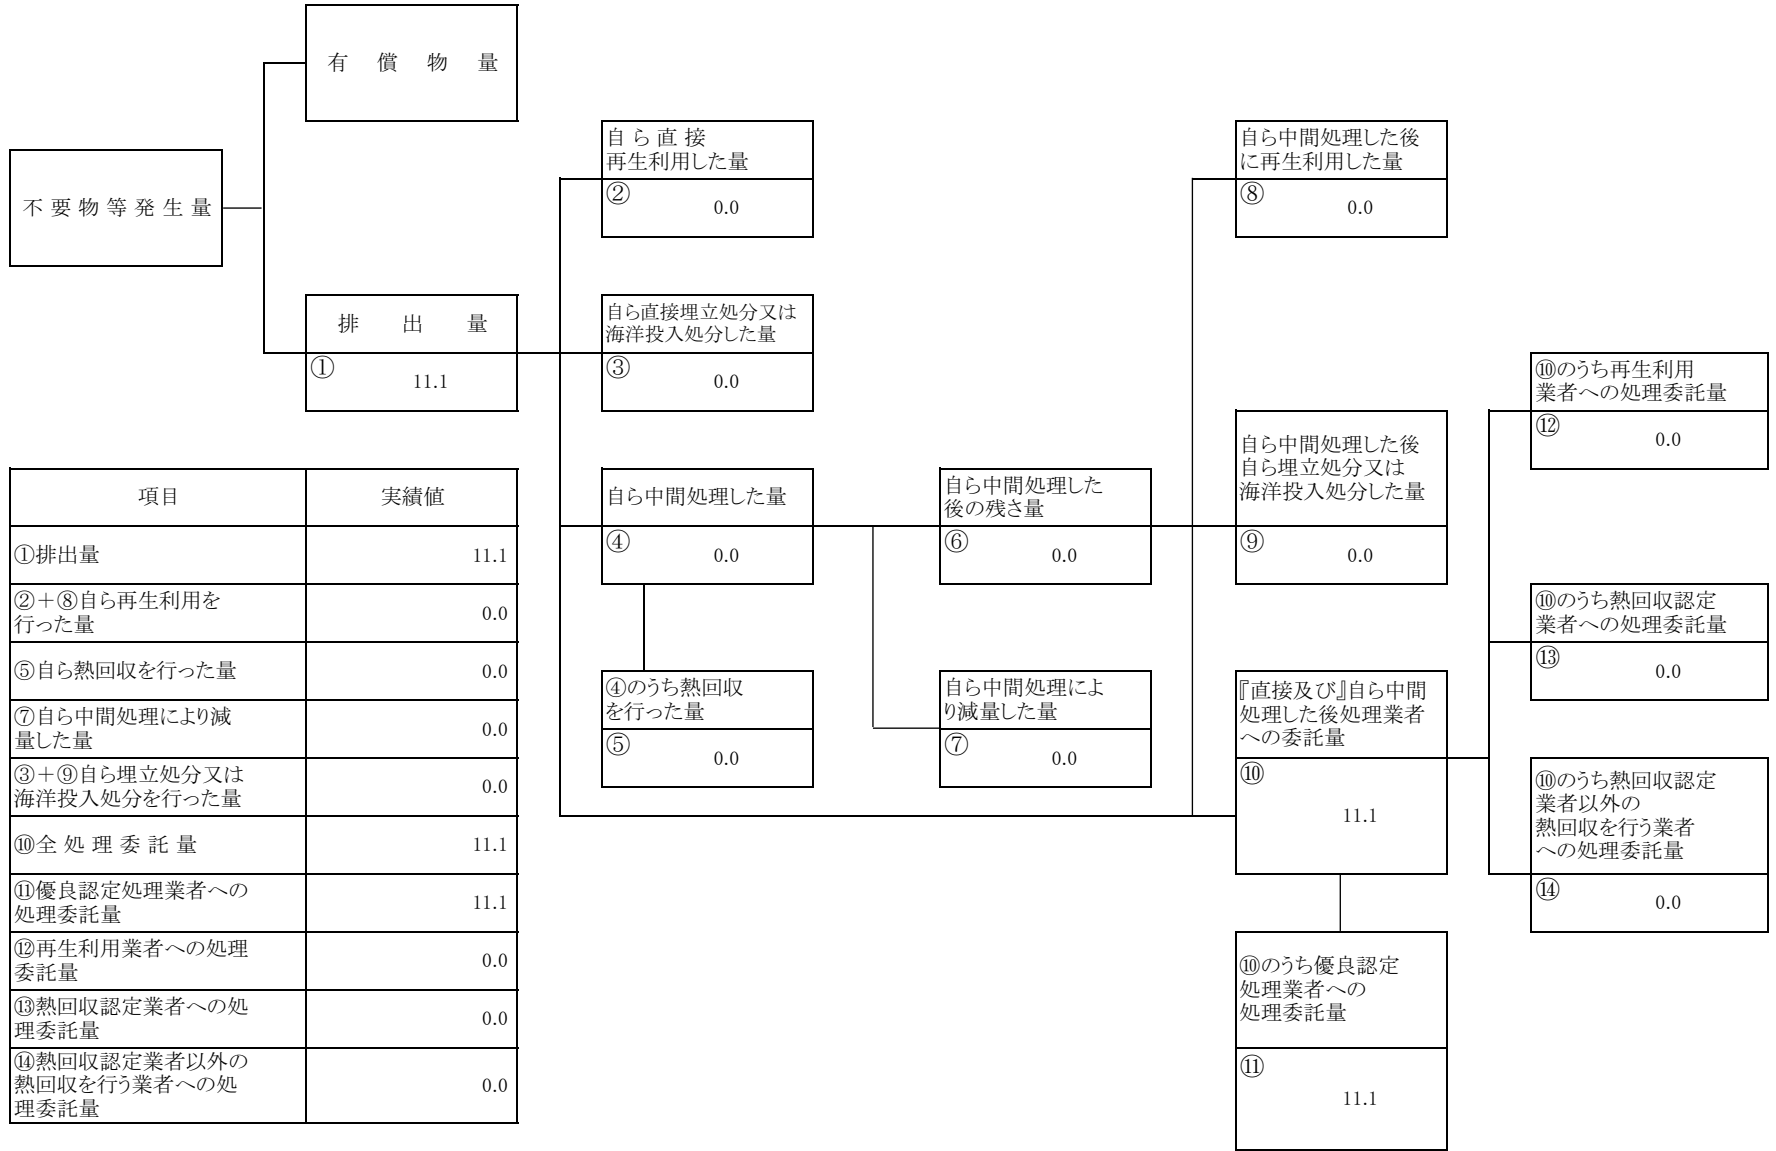 有 償 物 量
不 要 物 等 発 生 量
排 出 量
①
11.1
自 ら 直 接
再生利用した量
②
0.0
自ら直接埋立処分又は
海洋投入処分した量
③
0.0
自ら中間処理した量
④
0.0
④のうち熱回収
を行った量
⑤
0.0
自ら中間処理した
後の残さ量
⑥
0.0
自ら中間処理によ
り減量した量
⑦
0.0
自ら中間処理した後
に再生利用した量
⑧
0.0
自ら中間処理した後
自ら埋立処分又は
海洋投入処分した量
⑨
0.0
『直接及び』自ら中間
処理した後処理業者
への委託量
⑩
11.1
⑩のうち優良認定
処理業者への
処理委託量
⑪
11.1
⑩のうち再生利用
業者への処理委託量
⑫
0.0
⑩のうち熱回収認定
業者への処理委託量
⑬
0.0
⑩のうち熱回収認定
業者以外の
熱回収を行う業者
への処理委託量
⑭
0.0
項目 実績値
①排出量 11.1
②＋⑧自ら再生利用を
行った量 0.0
⑤自ら熱回収を行った量 0.0
⑦自ら中間処理により減
量した量 0.0
③＋⑨自ら埋立処分又は
海洋投入処分を行った量 0.0
⑩全 処 理 委 託 量 11.1
⑪優良認定処理業者への
処理委託量 11.1
⑫再生利用業者への処理
委託量 0.0
⑬熱回収認定業者への処
理委託量 0.0
⑭熱回収認定業者以外の
熱回収を行う業者への処
理委託量 0.0